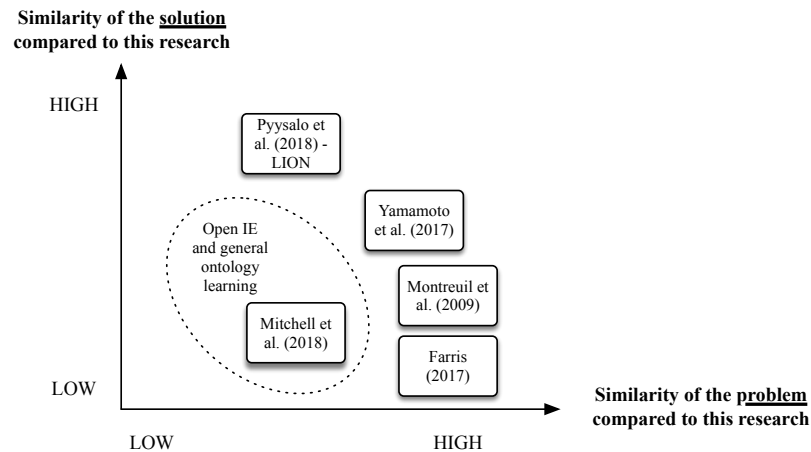 Similarity of the solution
compared to this research
HIGH
Pyysalo et
al. (2018) -
LION
Yamamoto
et al. (2017)
Open IE
and general
ontology
learning
Montreuil et
al. (2009)
Mitchell et
al. (2018)
Farris
(2017)
LOW
Similarity of the problem
compared to this research
LOW
HIGH